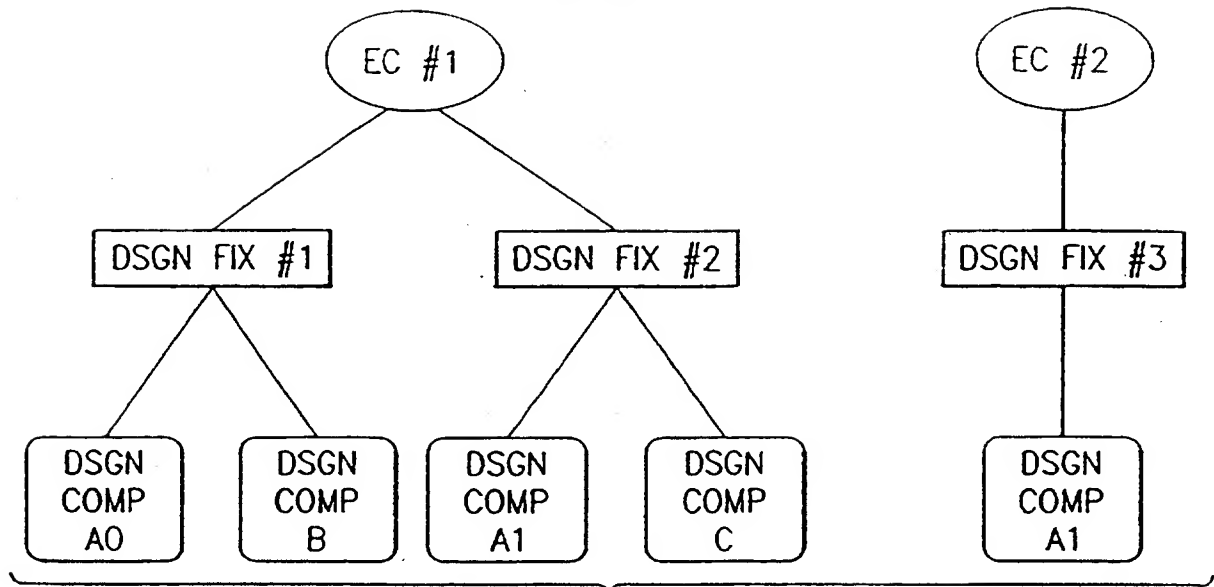 EC #1
EC #2
DSGN FIX #1
DSGN FIX #2
DSGN FIX #3
DSGN
COMP
A0
DSGN
COMP
B
DSGN
COMP
A1
DSGN
COMP
C
DSGN
COMP
A1